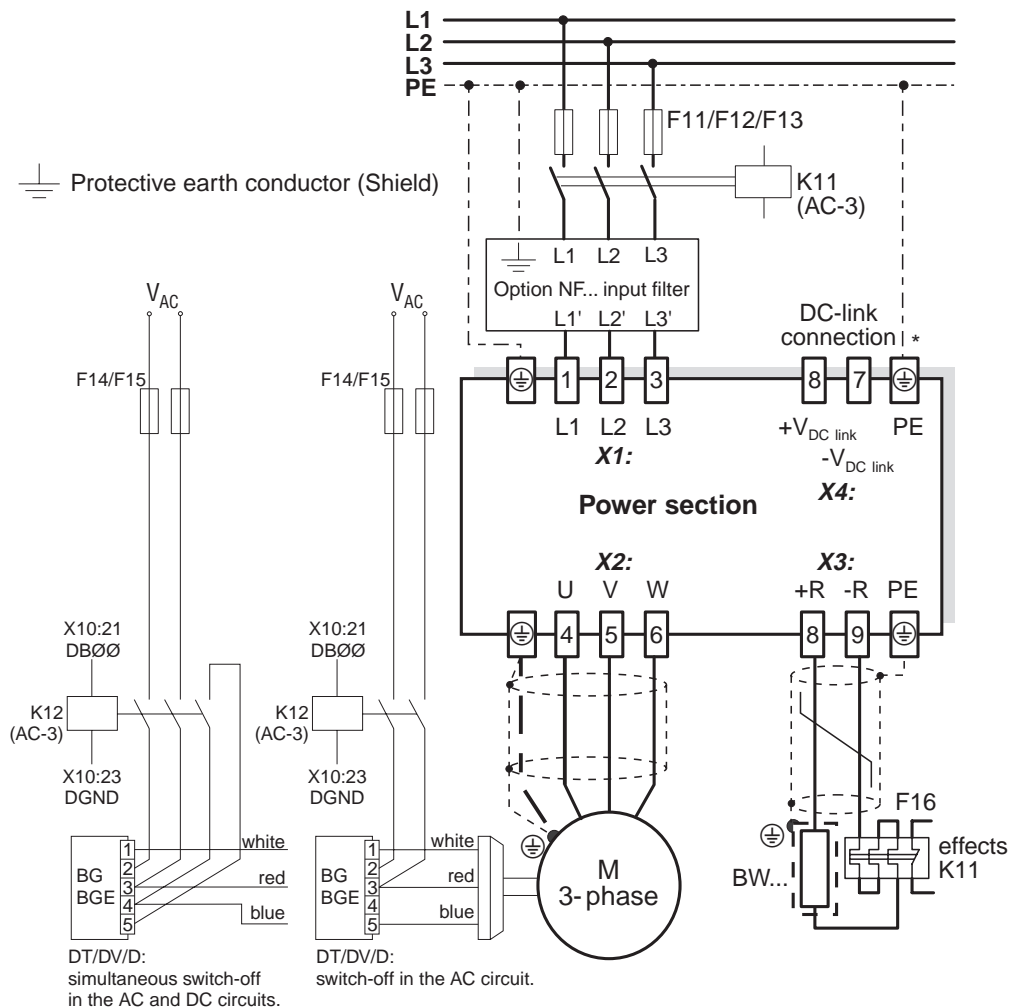 L1
L2
L3
PE
F11/F12/F13
Protective earth conductor (Shield)
K11
(AC-3)
L1 L2 L3
Option NF... input filter
L1' L2' L3'
VAC
VAC
DC-link
connection *
F14/F15
F14/F15
1 2 3
8 7
L1 L2 L3
+VDC link PE
X1:
-VDC link
X4:
Power section
X2: X3:
U V W
+R -R PE
4 5 6
8 9
X10:21
DBØØ
X10:21
DBØØ
K12
(AC-3)
K12
(AC-3)
X10:23
DGND
X10:23
DGND
F16
effects
K11
BG
BGE
1
2
3
4
5
white
red
blue
BG
BGE
1
2
3
4
5
white
red
blue
M
3-phase
BW...
DT/DV/D:
simultaneous switch-off
in the AC and DC circuits.
DT/DV/D:
switch-off in the AC circuit.